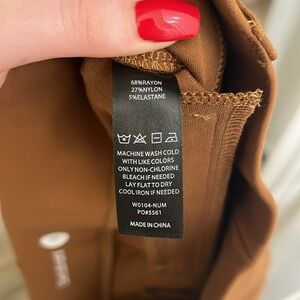 68%RAYON
27%NYLON
5%ELASTANE
MACHINE WASH COLD
WITH LIKE COLORS
ONLY NON-CHLORINE
BLEACH IF NEEDED
LAY FLAT TO DRY
COOL IRON IF NEEDED
W0104-NUM
PO#5561
MADE IN CHINA